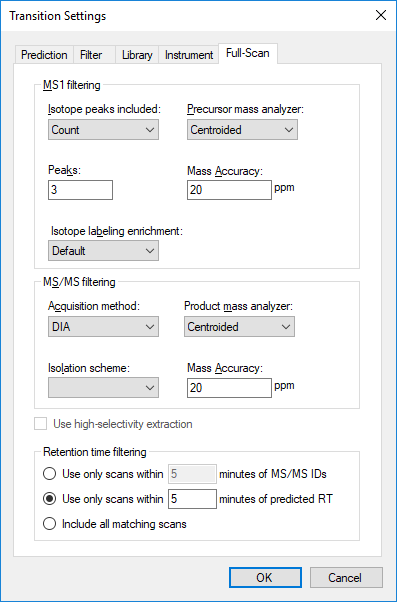 Transition Settings
Prediction Filter Library Instrument Full-Scan
MS1 filtering
Isotope peaks included: Precursor mass analyzer:
Count Centroided
Peaks: Mass Accuracy:
3 20 ppm
Isotope labeling enrichment:
Default
MS/MS filtering
Acquisition method: Product mass analyzer:
DIA Centroided
Isolation scheme: Mass Accuracy:
20 ppm
Use high-selectivity extraction
Retention time filtering
Use only scans within 5 minutes of MS/MS IDs
Use only scans within 5 minutes of predicted RT
Include all matching scans
OK Cancel